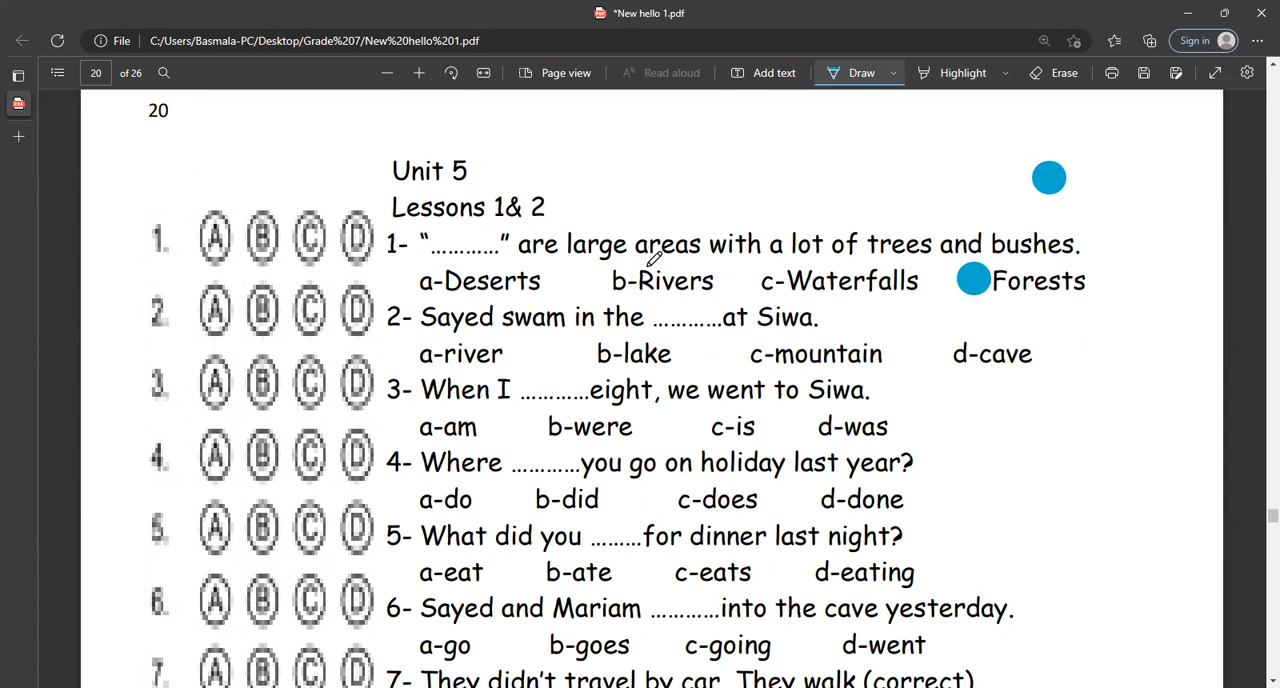 *New hello 1.pdf
File C:/Users/Basmala-PC/Desktop/Grade%207/New%20hello%201.pdf Sign in
20 of 26 Page view Read aloud Add text Draw Highlight Erase
20
Unit 5
Lessons 1& 2
1. A B C D 1- “............” are large areas with a lot of trees and bushes.
a-Deserts b-Rivers c-Waterfalls Forests
2. A B C D 2- Sayed swam in the ............at Siwa.
a-river b-lake c-mountain d-cave
3. A B C D 3- When I ............eight, we went to Siwa.
a-am b-were c-is d-was
4. A B C D 4- Where ............you go on holiday last year?
a-do b-did c-does d-done
5. A B C D 5- What did you .........for dinner last night?
a-eat b-ate c-eats d-eating
6. A B C D 6- Sayed and Mariam ............into the cave yesterday.
a-go b-goes c-going d-went
7. A B C D 7- They didn't travel by car. They walk (correct)